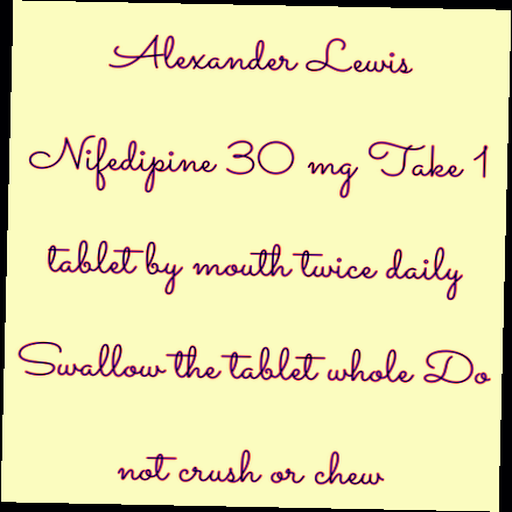 Alexander Lewis
Nifedipine 30 mg Take 1
tablet by mouth twice daily
Swallow the tablet whole Do
not crush or chew